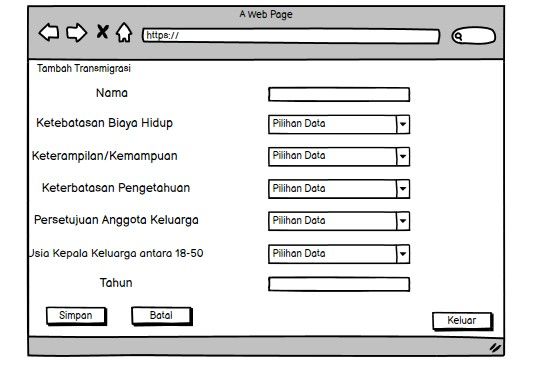 A Web Page
https://
Tambah Transmigrasi
Nama
Ketebatasan Biaya Hidup
Pilihan Data
Keterampilan/Kemampuan
Pilihan Data
Keterbatasan Pengetahuan
Pilihan Data
Persetujuan Anggota Keluarga
Pilihan Data
Usia Kepala Keluarga antara 18-50
Pilihan Data
Tahun
Simpan
Batal
Keluar